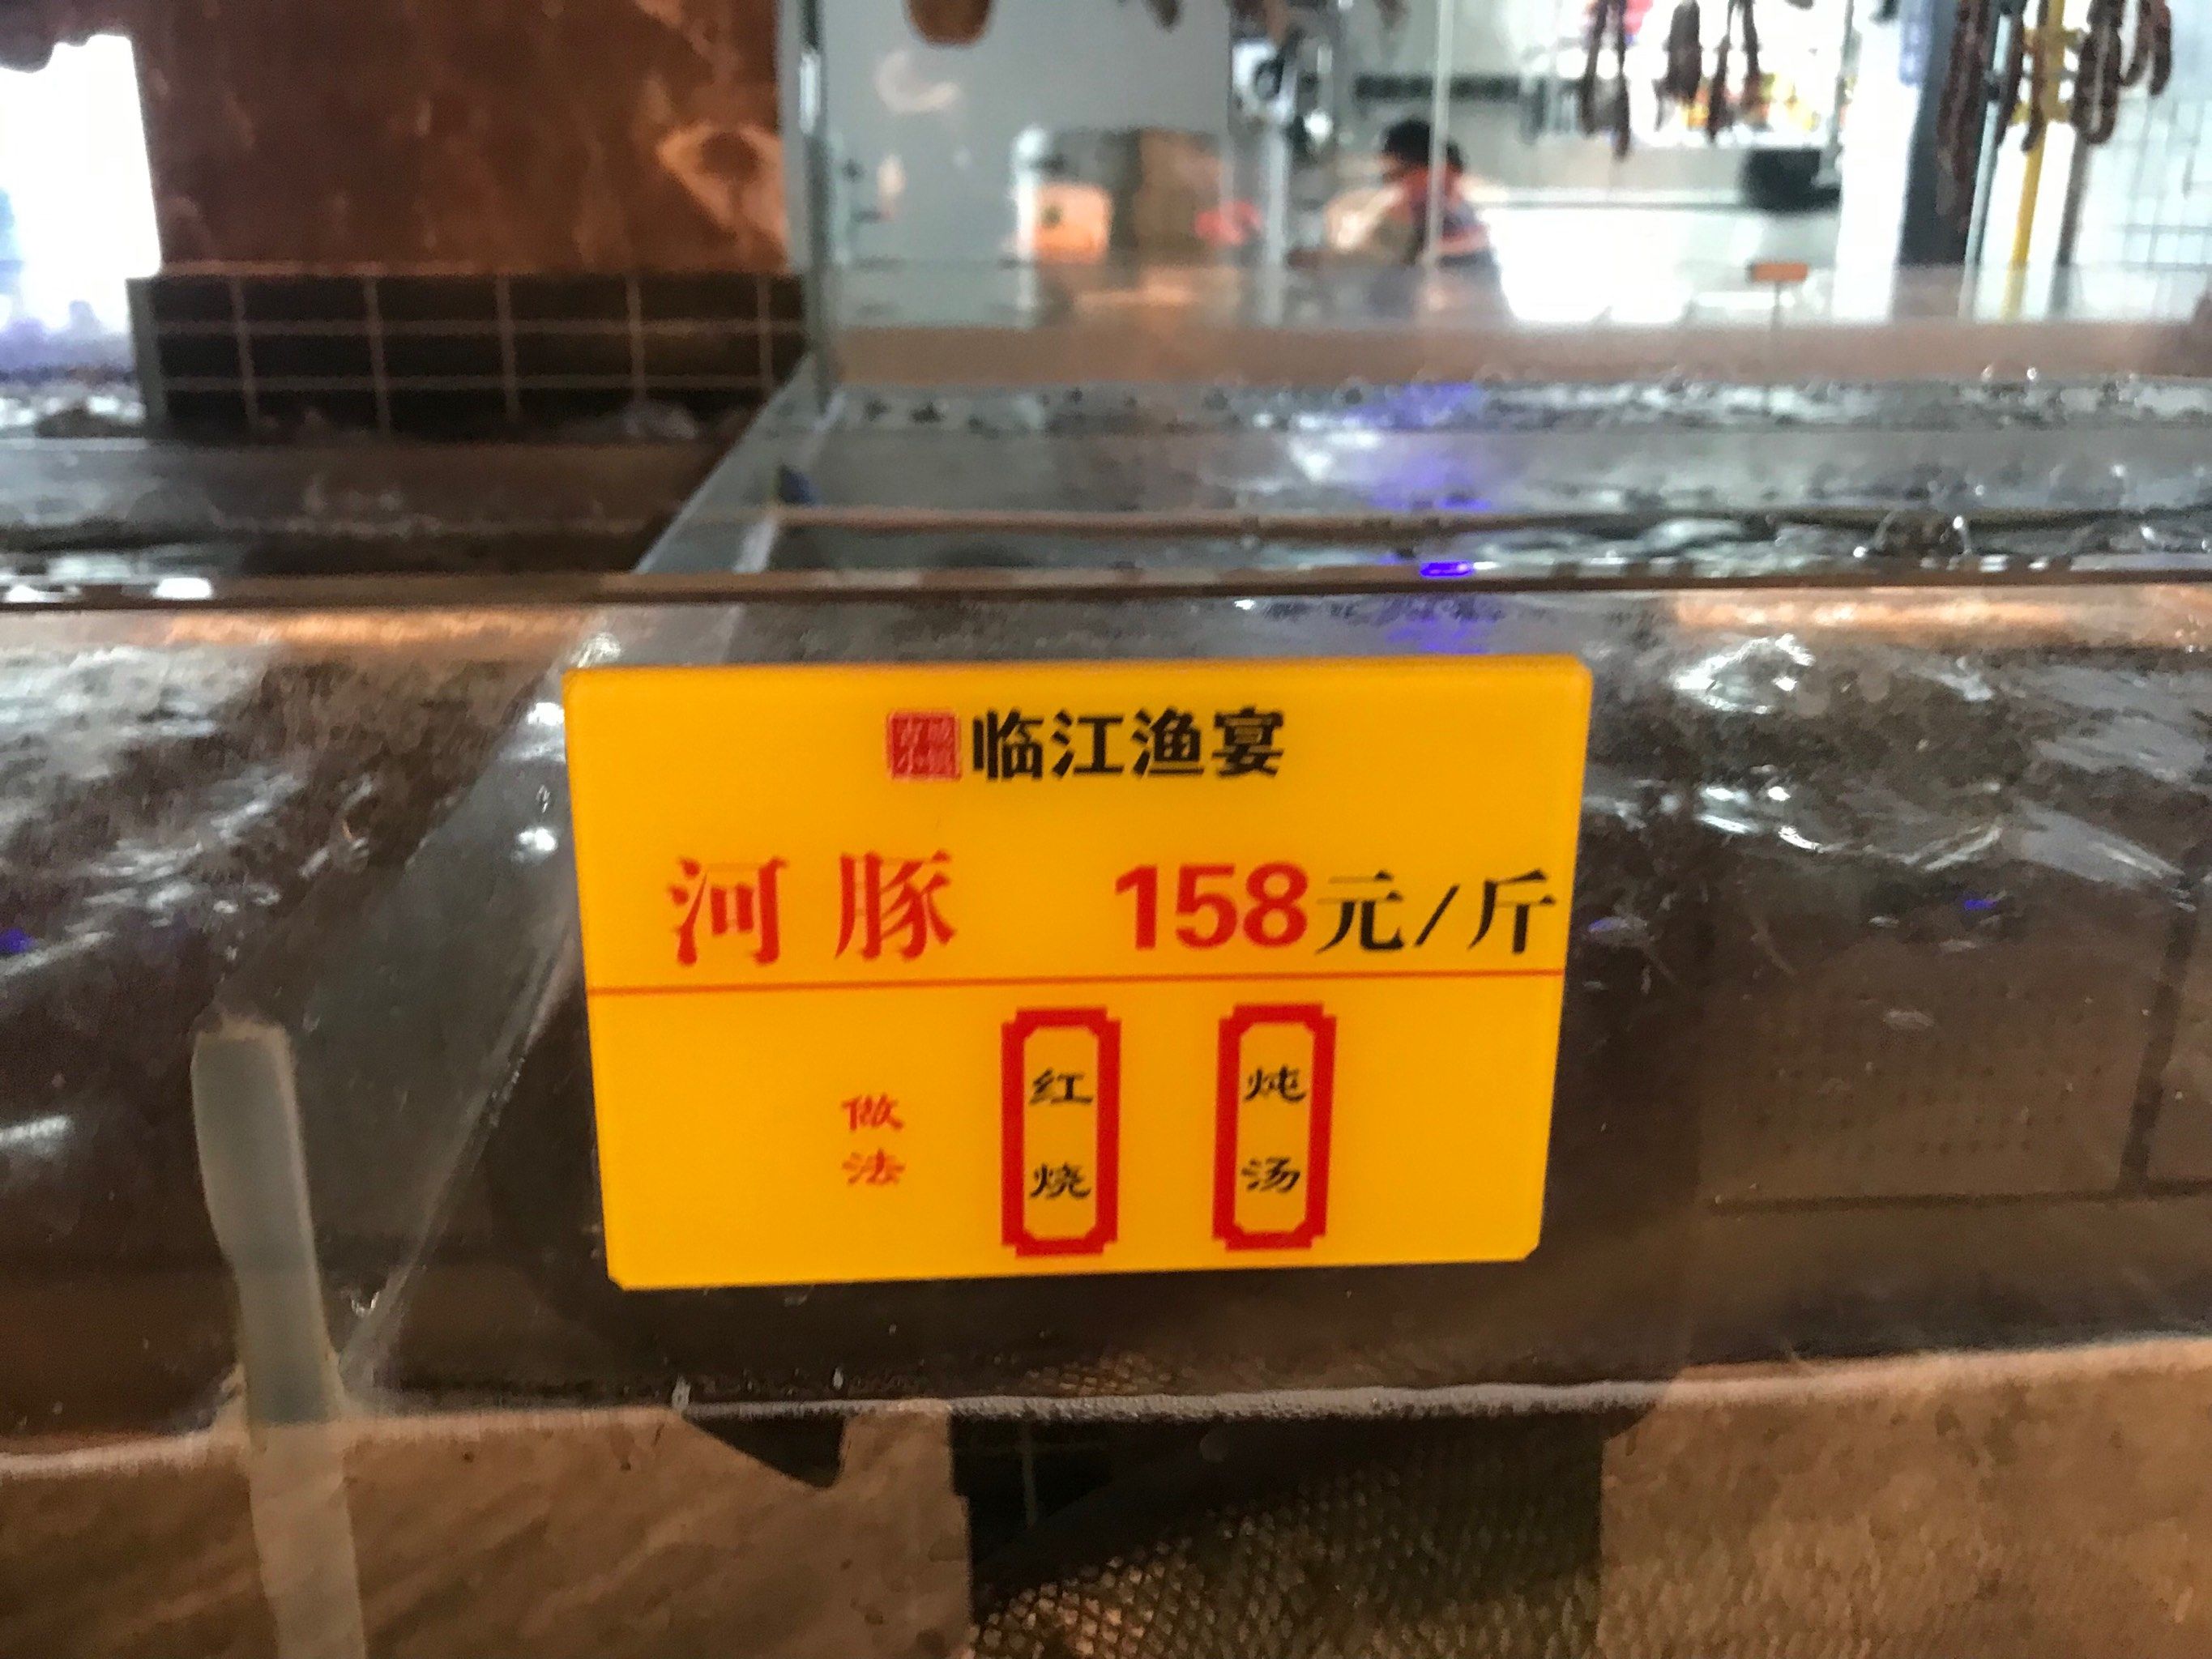 临江渔宴
河豚 158元/斤
做法 红烧 炖汤